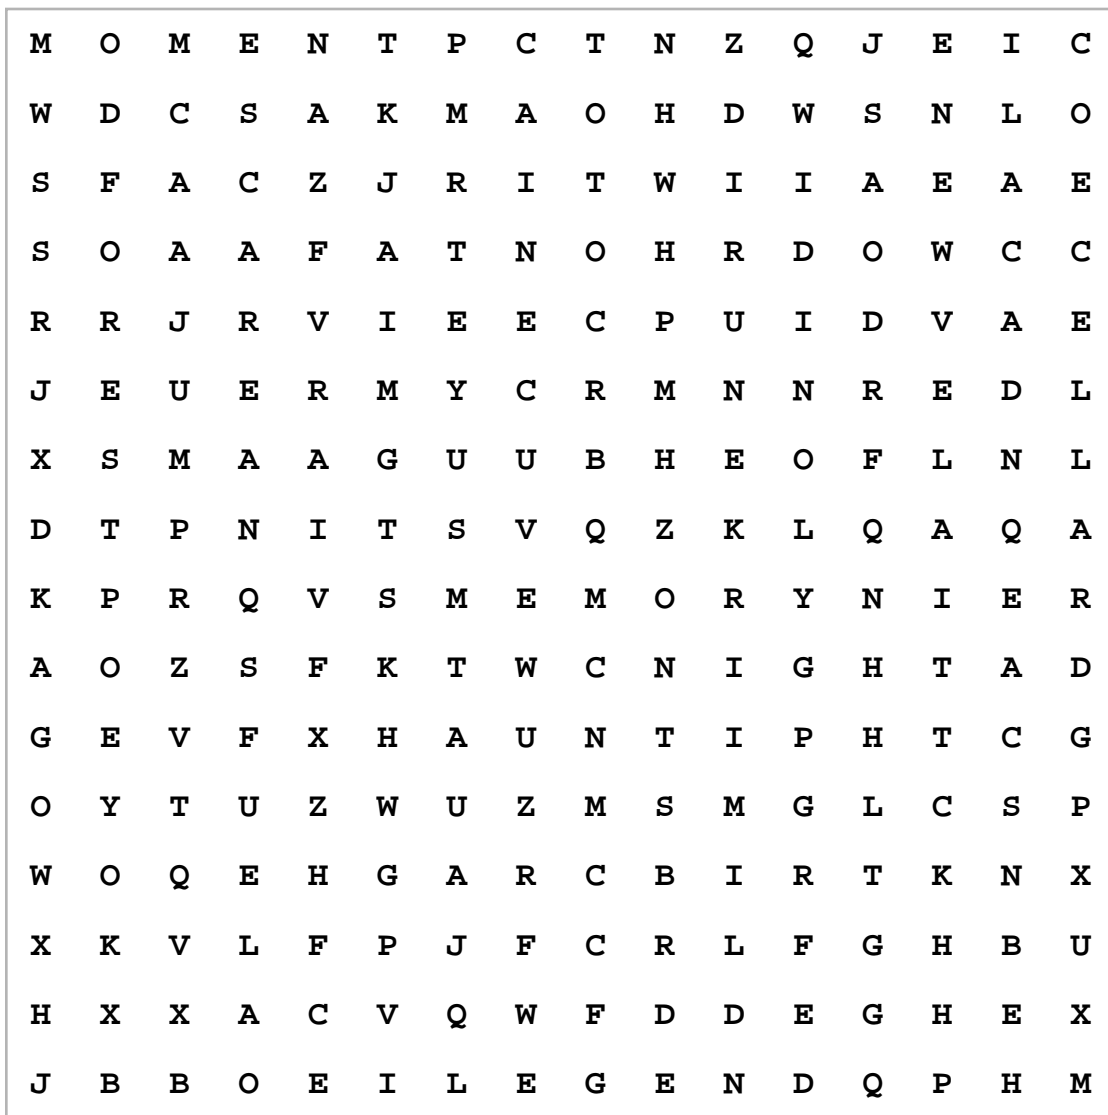 M O M E N T P C T N Z Q J E I C
W D C S A K M A O H D W S N L O
S F A C Z J R I T W I I A E A E
S O A A F A T N O H R D O W C C
R R J R V I E E C P U I D V A E
J E U E R M Y C R M N N R E D L
X S M A A G U U B H E O F L N L
D T P N I T S V Q Z K L Q A Q A
K P R Q V S M E M O R Y N I E R
A O Z S F K T W C N I G H T A D
G E V F X H A U N T I P H T C G
O Y T U Z W U Z M S M G L C S P
W O Q E H G A R C B I R T K N X
X K V L F P J F C R L F G H B U
H X X A C V Q W F D D E G H E X
J B B O E I L E G E N D Q P H M